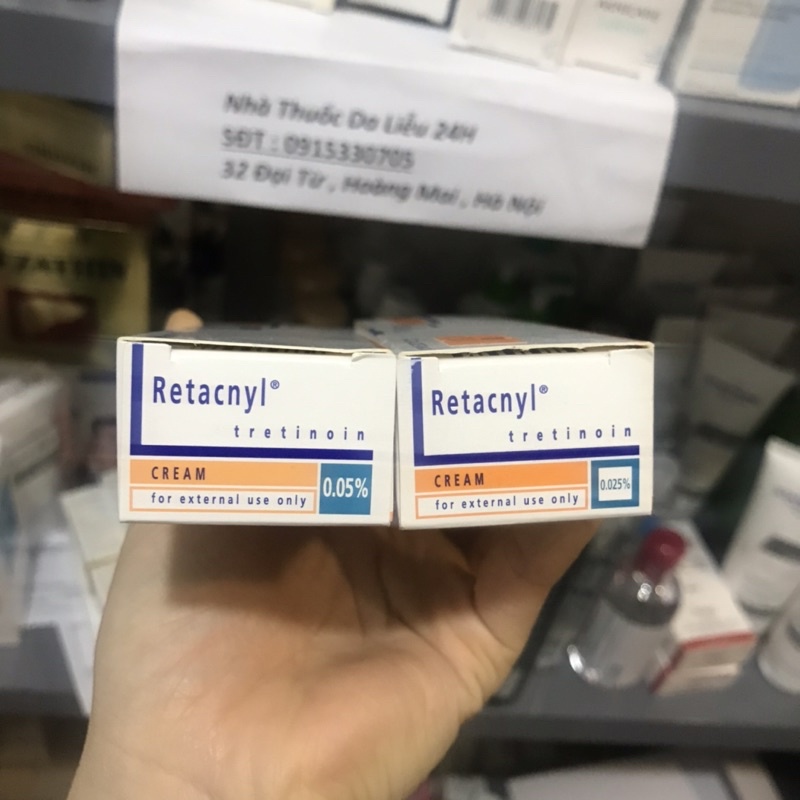 Nhà Thuốc Da Liễu 24H
SĐT : 0915330705
32 Đại Từ , Hoàng Mai , Hà Nội
Retacnyl®
tretinoin
CREAM
0.05%
for external use only
Retacnyl®
tretinoin
CREAM
0.025%
for external use only